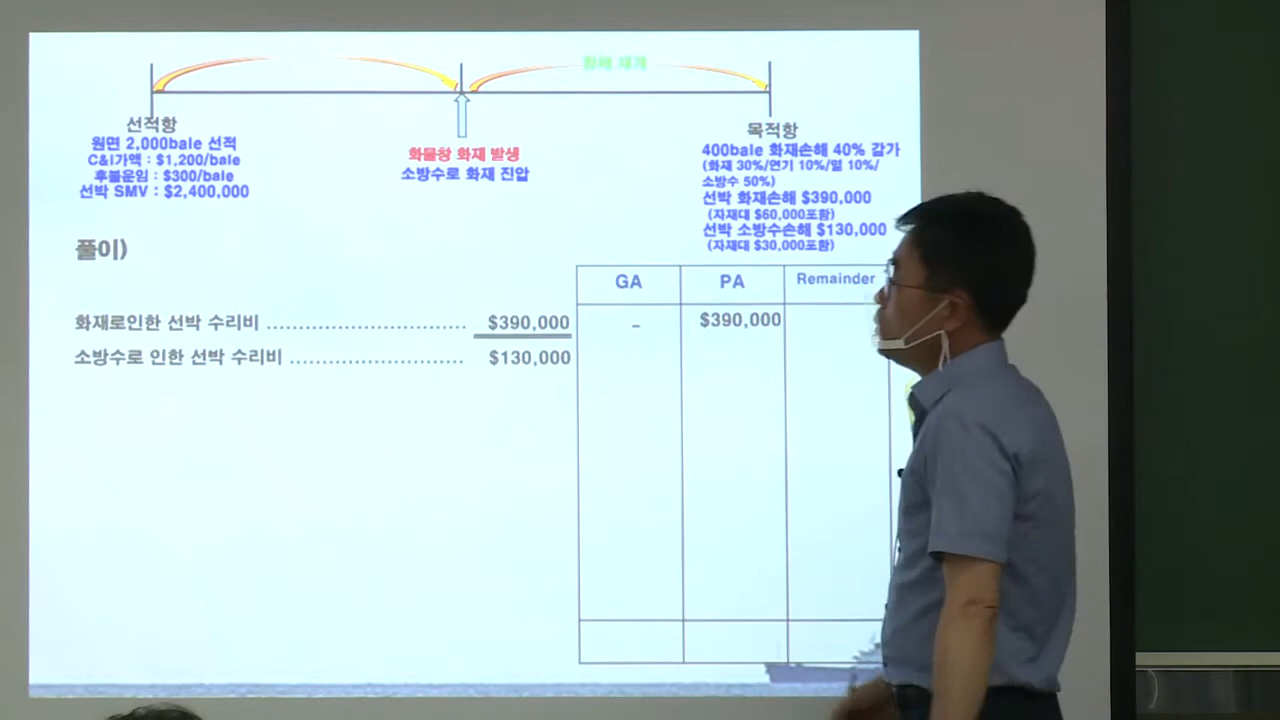 항해 재개
선적항
원면 2,000bale 선적
C&I가액 : $1,200/bale
후불운임 : $300/bale
선박 SMV : $2,400,000
화물창 화재 발생
소방수로 화재 진압
목적항
400bale 화재손해 40% 감가
(화재 30%/연기 10%/열 10%/
소방수 50%)
선박 화재손해 $390,000
(자재대 $60,000포함)
선박 소방수손해 $130,000
(자재대 $30,000포함)
풀이)
GA PA Remainder
화재로인한 선박 수리비 ................................. $390,000 – $390,000
소방수로 인한 선박 수리비 ............................. $130,000